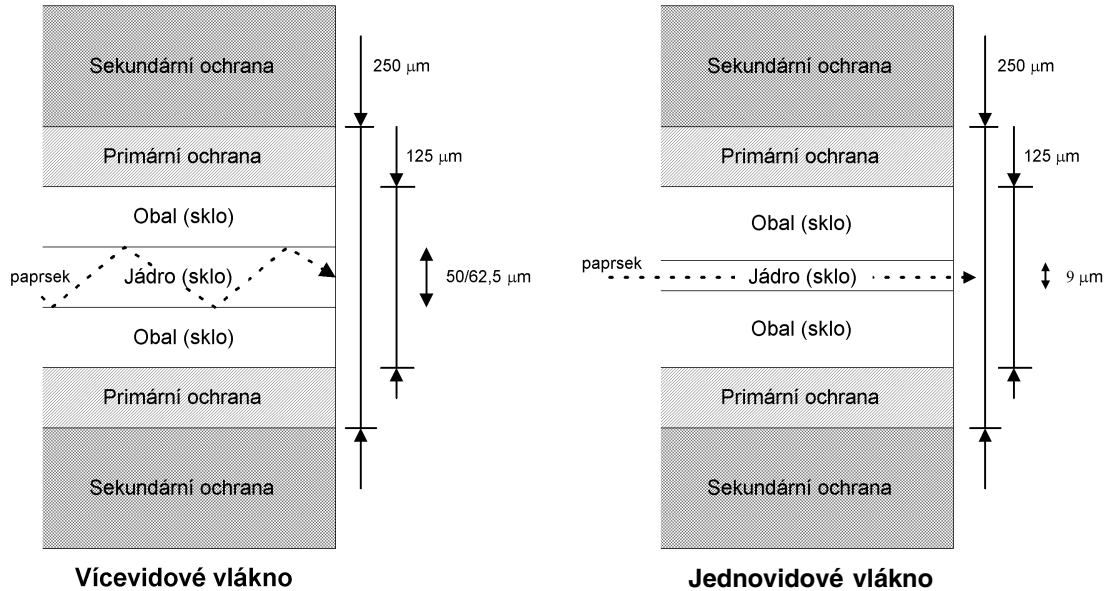 Sekundární ochrana
250 μm
Primární ochrana
125 μm
Obal (sklo)
paprsek
Jádro (sklo)
50/62,5 μm
Obal (sklo)
Primární ochrana
Sekundární ochrana
Vícevidové vlákno
Sekundární ochrana
250 μm
Primární ochrana
125 μm
Obal (sklo)
paprsek
Jádro (sklo)
9 μm
Obal (sklo)
Primární ochrana
Sekundární ochrana
Jednovidové vlákno